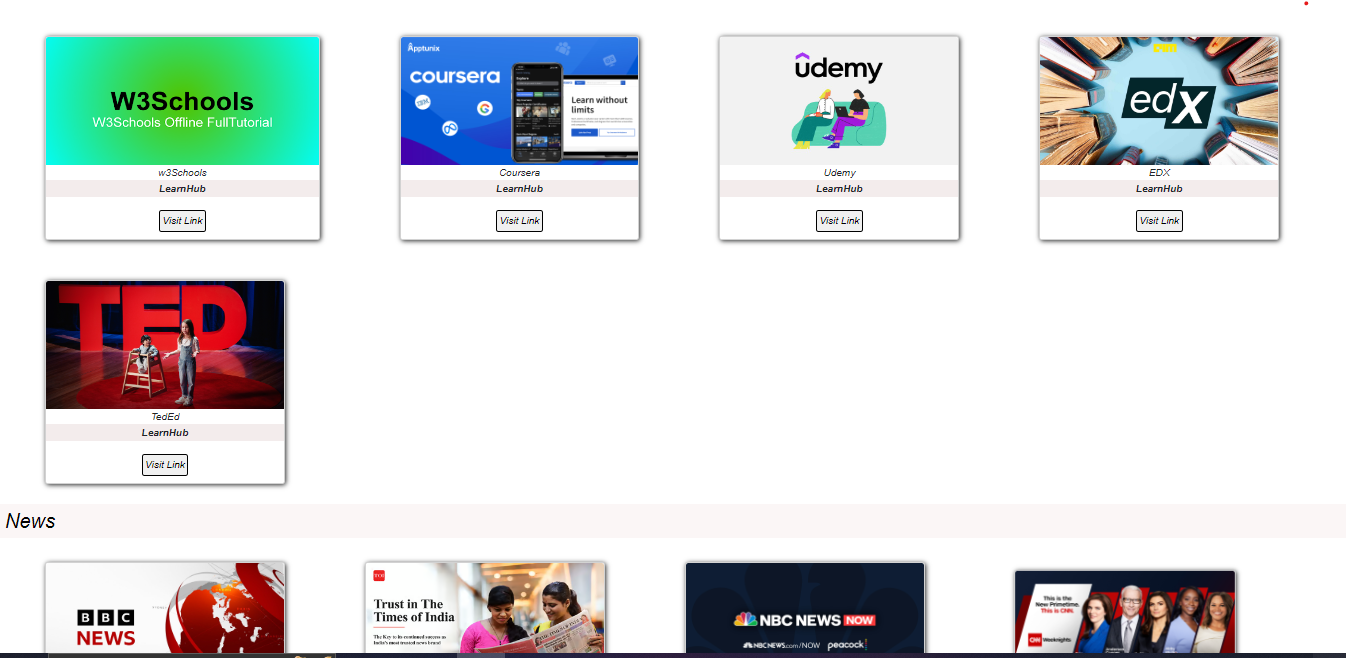 W3Schools
W3Schools Offline FullTutorial
w3Schools
LearnHub
Visit Link
Apptunix
coursera
Learn without
limits
Coursera
LearnHub
Visit Link
ûdemy
Udemy
LearnHub
Visit Link
edX
EDX
LearnHub
Visit Link
TED
TedEd
LearnHub
Visit Link
News
BBC
NEWS
Trust in The
Times of India
The Key to its continued success as
India's most trusted news brand
NBC NEWS NOW
NBCNEWS.com/NOW peacock
This is the
New Primetime.
This is CNN.
CNN Weeknights